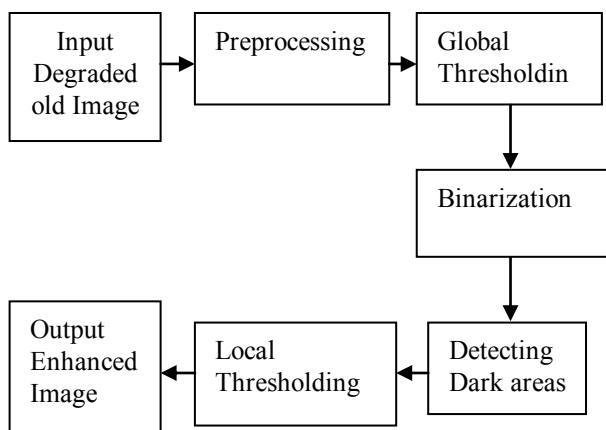 Input
Degraded
old Image
Preprocessing
Global
Thresholdin
Binarization
Detecting
Dark areas
Local
Thresholding
Output
Enhanced
Image